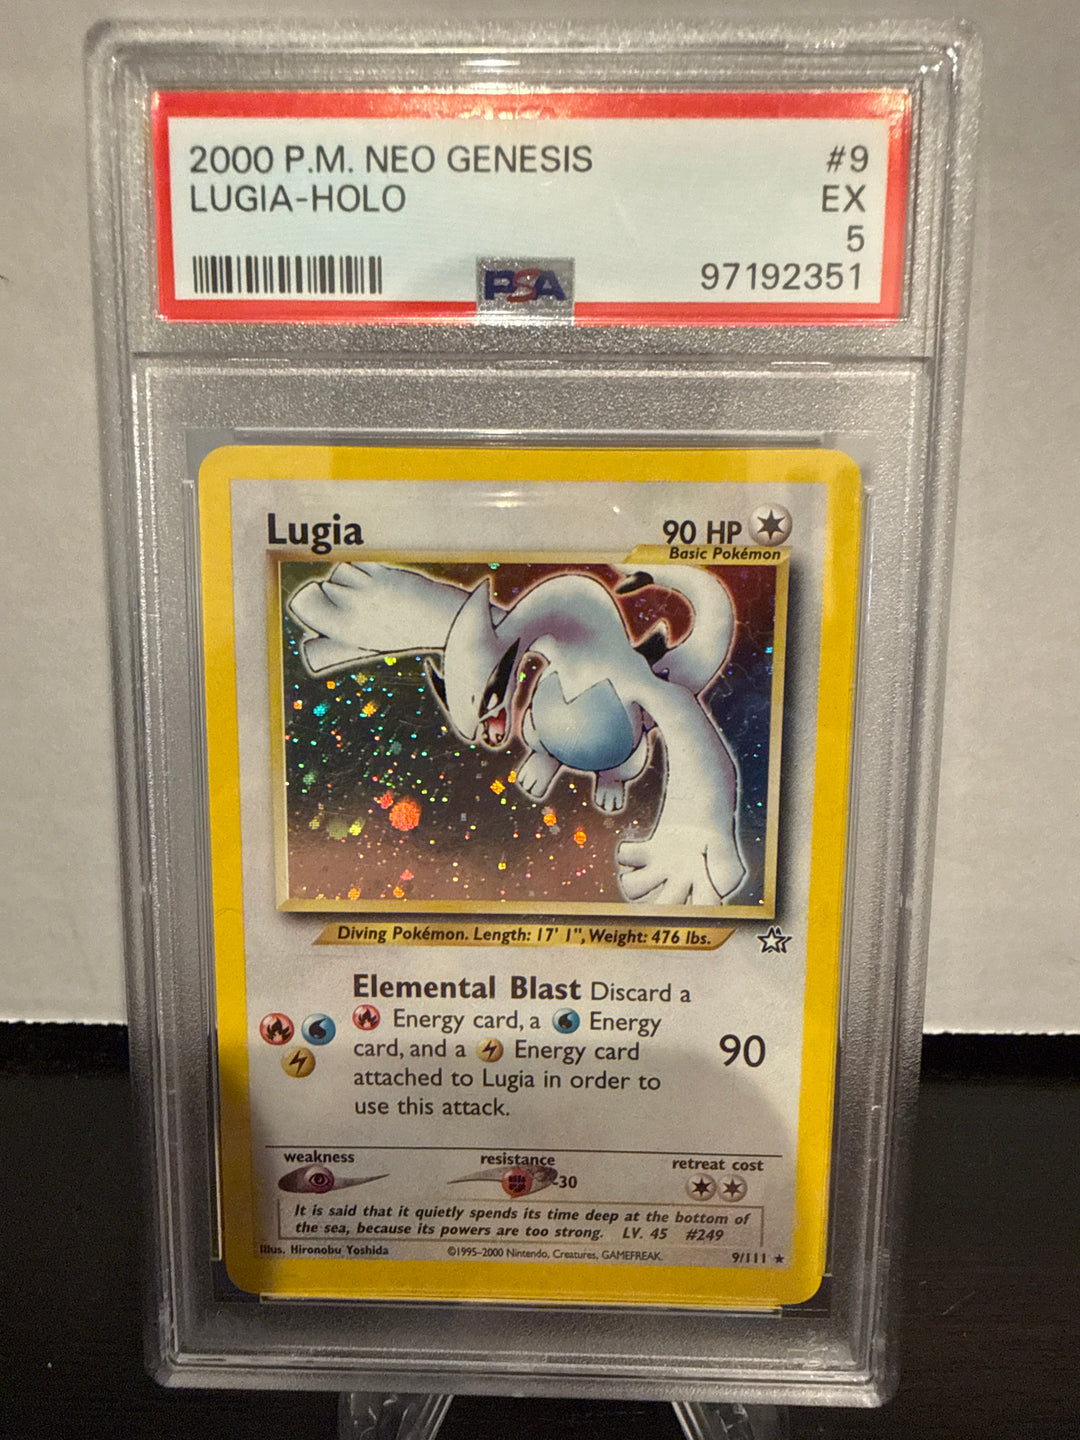 2000 P.M. NEO GENESIS #9
LUGIA-HOLO EX
5
PSA 97192351
Lugia 90 HP
Basic Pokémon
Diving Pokémon. Length: 17' 1", Weight: 476 lbs.
Elemental Blast Discard a
Energy card, a Energy
card, and a Energy card 90
attached to Lugia in order to
use this attack.
weakness resistance retreat cost
-30
It is said that it quietly spends its time deep at the bottom of
the sea, because its powers are too strong. LV. 45 #249
Illus. Hironobu Yoshida ©1995-2000 Nintendo, Creatures, GAMEFREAK. 9/111 ★